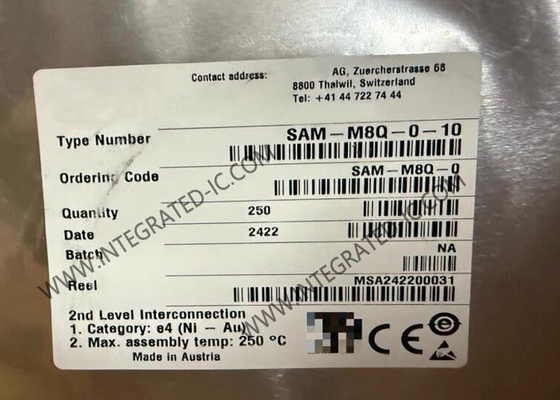 Contact address: AG, Zuercherstrasse 68
8800 Thalwil, Switzerland
Tel: +41 44 722 74 44
Type Number SAM-M8Q-0-10
Ordering Code SAM-M8Q-0
Quantity 250
Date 2422
Batch NA
Reel MSA242200031
2nd Level Interconnection
1. Category: e4 (Ni - Au)
2. Max. assembly temp: 250 °C
Made in Austria
CE
WWW.INTEGRATED-IC.COM
WWW.INTEGRATED-IC.COM